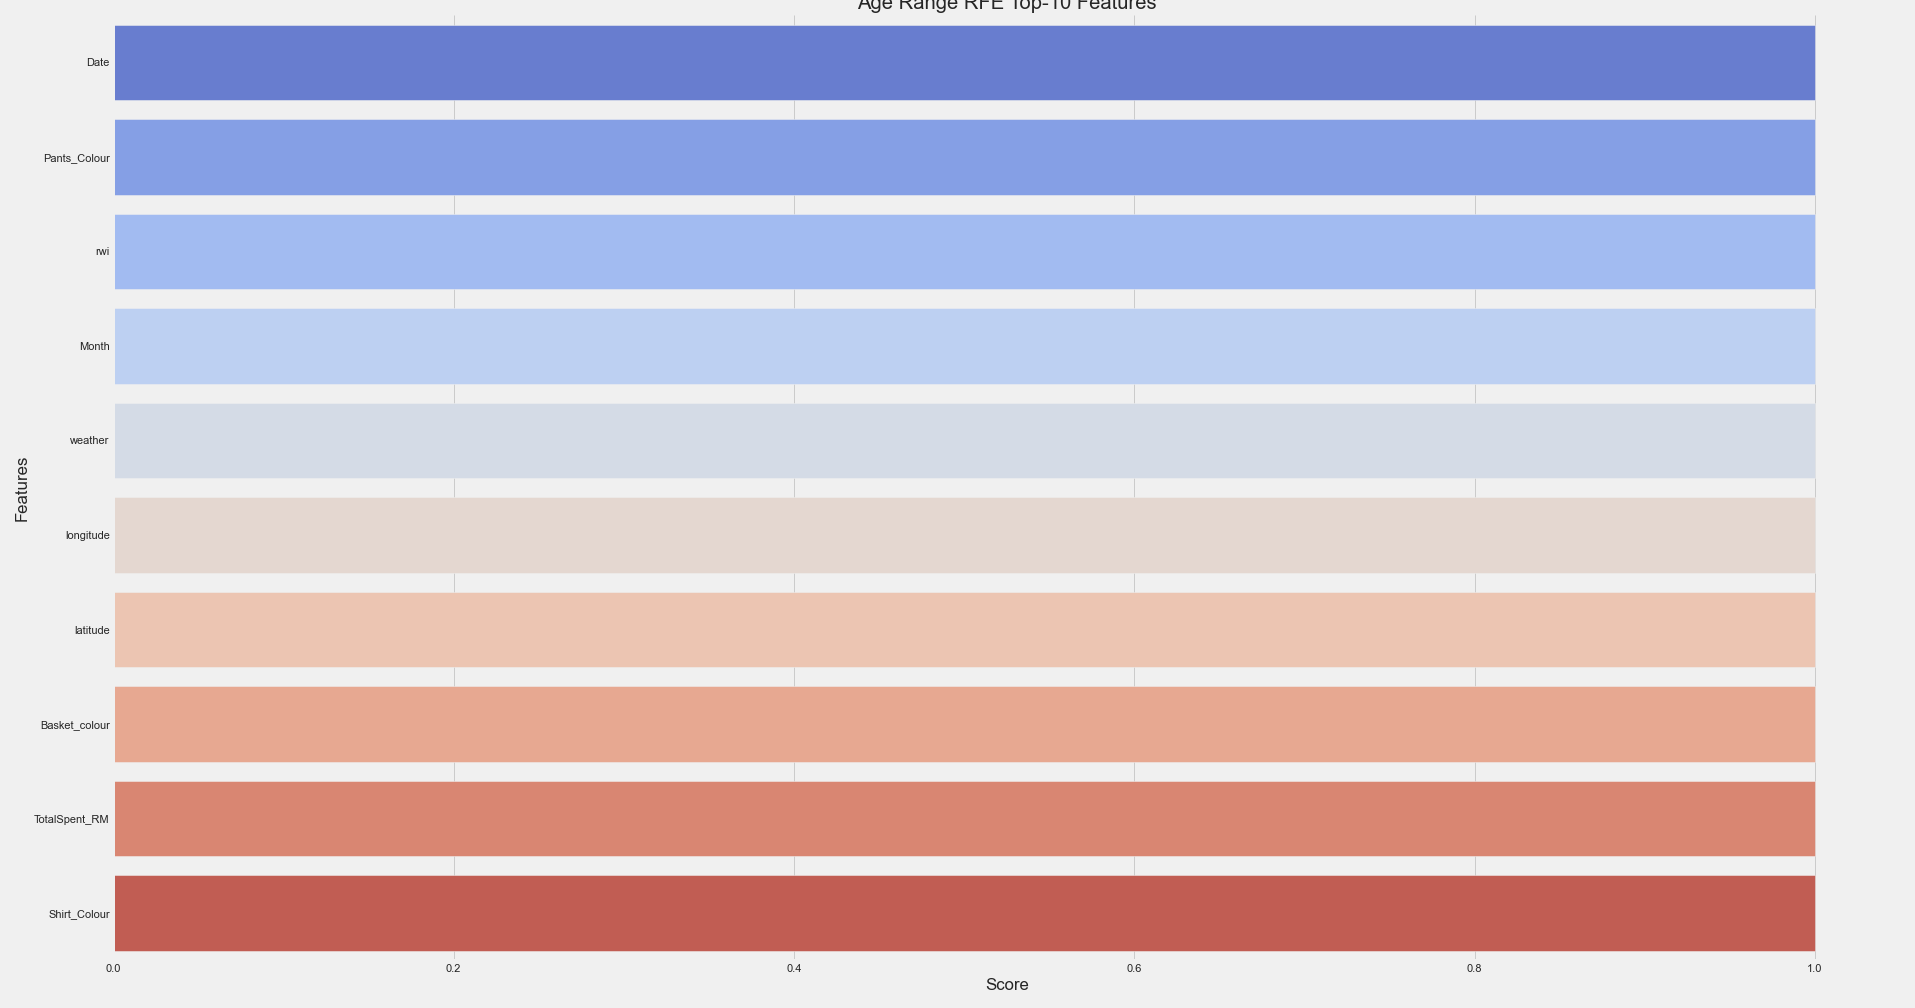 Age Range RFE Top-10 Features
Date
Pants_Colour
rwi
Month
weather
longitude
latitude
Basket_colour
TotalSpent_RM
Shirt_Colour
Features
0.0 0.2 0.4 0.6 0.8 1.0
Score